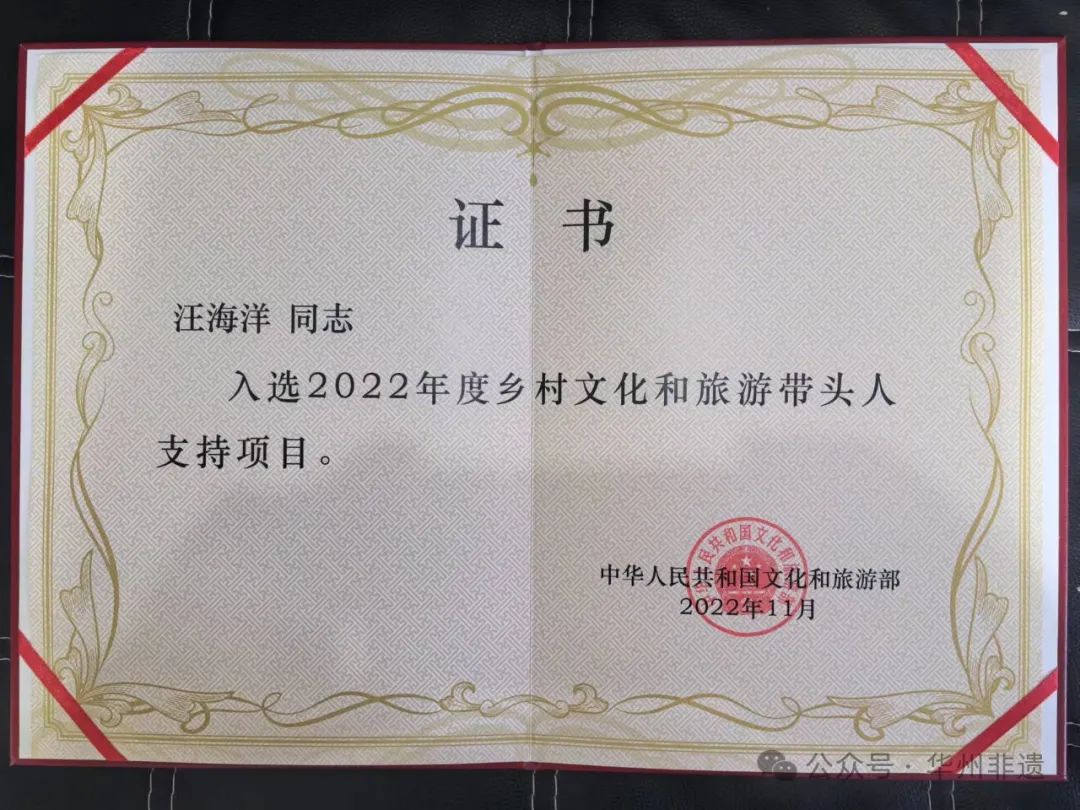 证 书
汪海洋 同志
入选2022年度乡村文化和旅游带头人
支持项目。
中华人民共和国文化和旅游部
2022年11月
公众号·华州非遗